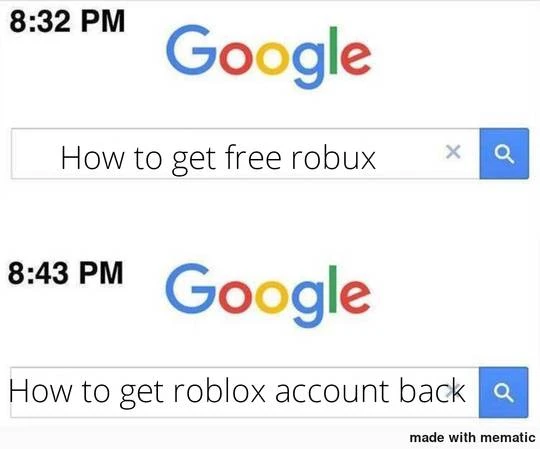 8:32 PM
Google
How to get free robux
8:43 PM
Google
How to get roblox account back
made with mematic